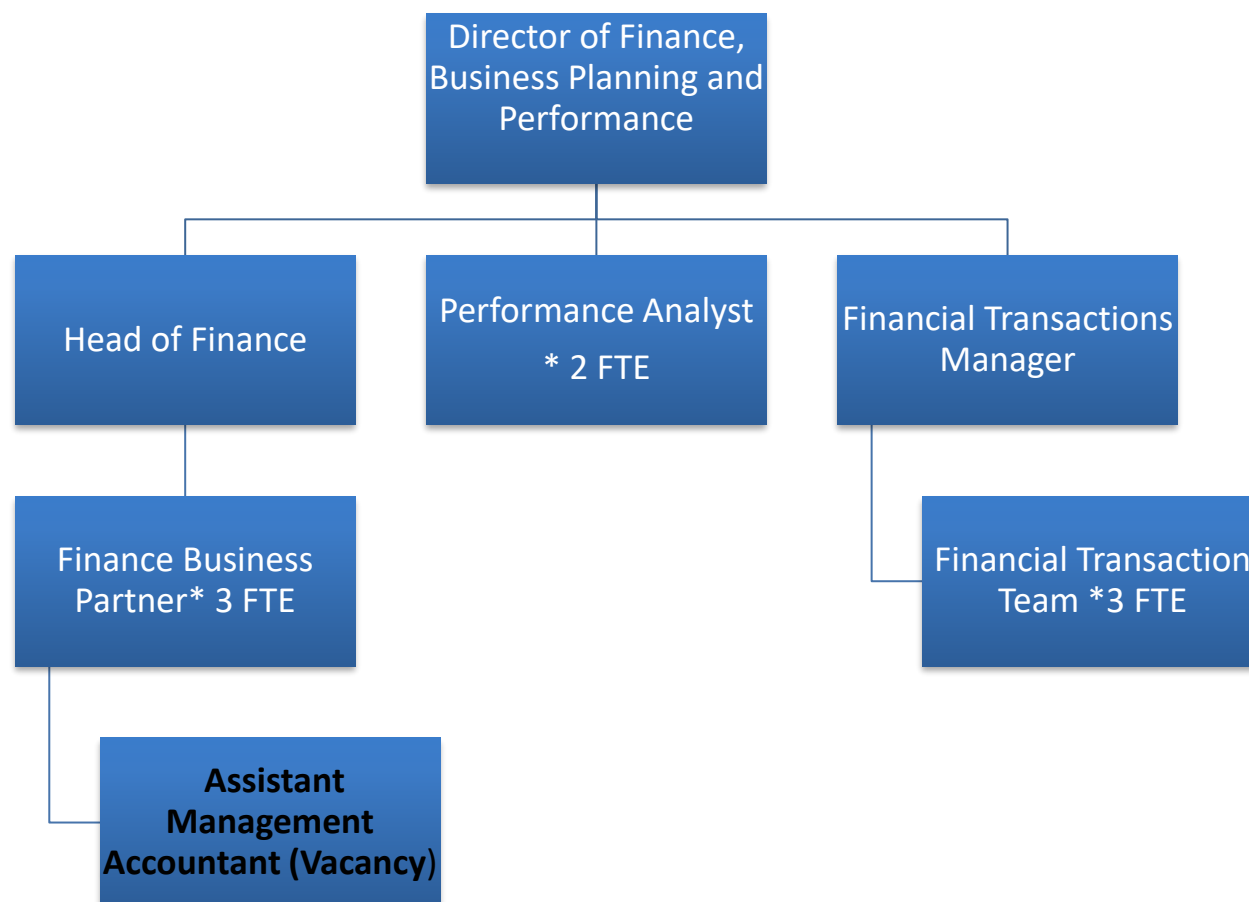 Director of Finance,
Business Planning and
Performance
Head of Finance
Performance Analyst
* 2 FTE
Financial Transactions
Manager
Finance Business
Partner* 3 FTE
Financial Transaction
Team *3 FTE
Assistant
Management
Accountant (Vacancy)